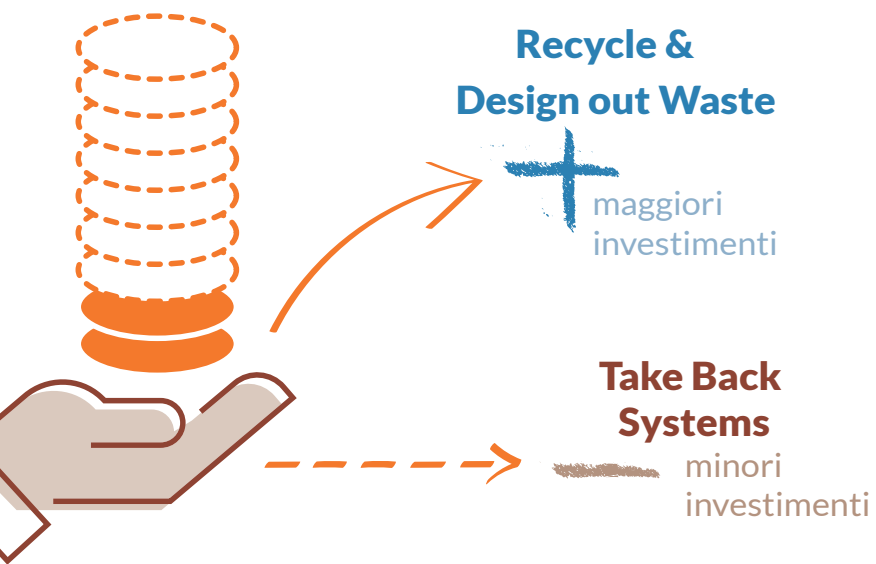 Recycle &
Design out Waste
maggiori
investimenti
Take Back
Systems
minori
investimenti